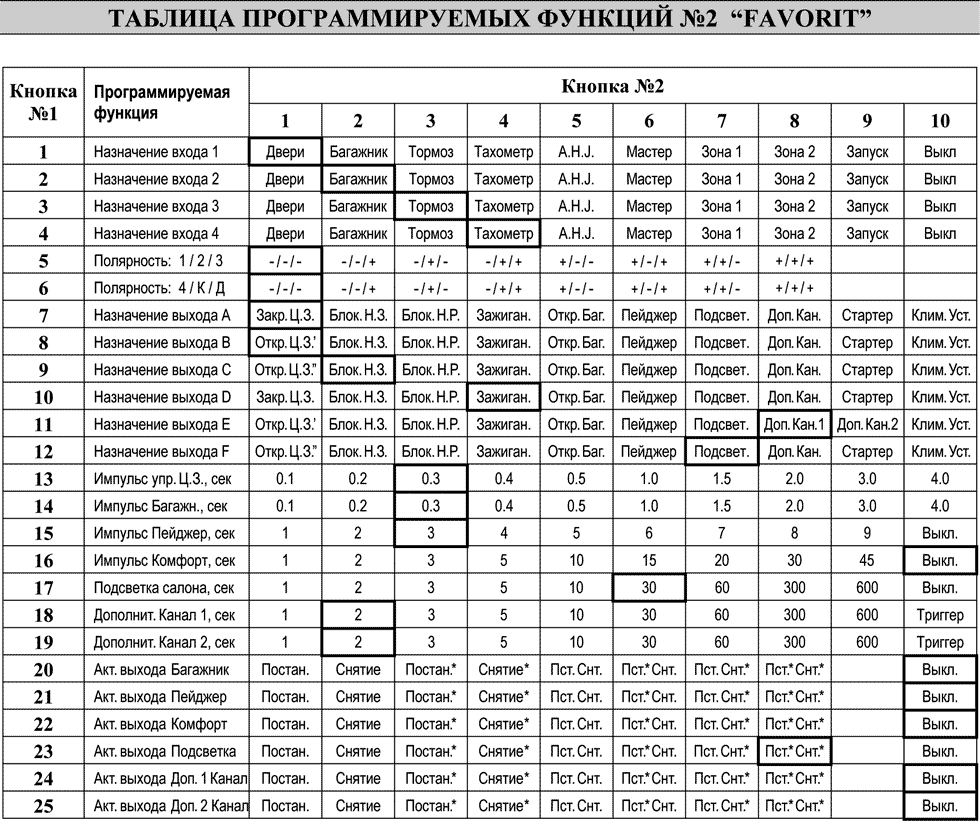 ТАБЛИЦА ПРОГРАММИРУЕМЫХ ФУНКЦИЙ №2 “FAVORIT”
Кнопка №1 Программируемая функция Кнопка №2
1 2 3 4 5 6 7 8 9 10
1 Назначение входа 1 Двери Багажник Тормоз Тахометр A.H.J. Мастер Зона 1 Зона 2 Запуск Выкл
2 Назначение входа 2 Двери Багажник Тормоз Тахометр A.H.J. Мастер Зона 1 Зона 2 Запуск Выкл
3 Назначение входа 3 Двери Багажник Тормоз Тахометр A.H.J. Мастер Зона 1 Зона 2 Запуск Выкл
4 Назначение входа 4 Двери Багажник Тормоз Тахометр A.H.J. Мастер Зона 1 Зона 2 Запуск Выкл
5 Полярность: 1 / 2 / 3 - / - / - - / - / + - / + / - - / + / + + / - / - + / - / + + / + / - + / + / +
6 Полярность: 4 / К / Д - / - / - - / - / + - / + / - - / + / + + / - / - + / - / + + / + / - + / + / +
7 Назначение выхода A Закр. Ц.З. Блок. Н.З. Блок. Н.Р. Зажиган. Откр. Баг. Пейджер Подсвет. Доп. Кан. Стартер Клим. Уст.
8 Назначение выхода B Откр. Ц.З.’ Блок. Н.З. Блок. Н.Р. Зажиган. Откр. Баг. Пейджер Подсвет. Доп. Кан. Стартер Клим. Уст.
9 Назначение выхода C Откр. Ц.З.” Блок. Н.З. Блок. Н.Р. Зажиган. Откр. Баг. Пейджер Подсвет. Доп. Кан. Стартер Клим. Уст.
10 Назначение выхода D Закр. Ц.З. Блок. Н.З. Блок. Н.Р. Зажиган. Откр. Баг. Пейджер Подсвет. Доп. Кан. Стартер Клим. Уст.
11 Назначение выхода E Откр. Ц.З.’ Блок. Н.З. Блок. Н.Р. Зажиган. Откр. Баг. Пейджер Подсвет. Доп. Кан.1 Доп. Кан.2 Клим. Уст.
12 Назначение выхода F Откр. Ц.З.” Блок. Н.З. Блок. Н.Р. Зажиган. Откр. Баг. Пейджер Подсвет. Доп. Кан. Стартер Клим. Уст.
13 Импульс упр. Ц.З., сек 0.1 0.2 0.3 0.4 0.5 1.0 1.5 2.0 3.0 4.0
14 Импульс Багажн., сек 0.1 0.2 0.3 0.4 0.5 1.0 1.5 2.0 3.0 4.0
15 Импульс Пейджер, сек 1 2 3 4 5 6 7 8 9 Выкл.
16 Импульс Комфорт, сек 1 2 3 5 10 15 20 30 45 Выкл.
17 Подсветка салона, сек 1 2 3 5 10 30 60 300 600 Выкл.
18 Дополнит. Канал 1, сек 1 2 3 5 10 30 60 300 600 Триггер
19 Дополнит. Канал 2, сек 1 2 3 5 10 30 60 300 600 Триггер
20 Акт. выхода Багажник Постан. Снятие Постан.* Снятие* Пст. Снт. Пст.* Снт. Пст. Снт.* Пст.* Снт.* Выкл.
21 Акт. выхода Пейджер Постан. Снятие Постан.* Снятие* Пст. Снт. Пст.* Снт. Пст. Снт.* Пст.* Снт.* Выкл.
22 Акт. выхода Комфорт Постан. Снятие Постан.* Снятие* Пст. Снт. Пст.* Снт. Пст. Снт.* Пст.* Снт.* Выкл.
23 Акт. выхода Подсветка Постан. Снятие Постан.* Снятие* Пст. Снт. Пст.* Снт. Пст. Снт.* Пст.* Снт.* Выкл.
24 Акт. выхода Доп. 1 Канал Постан. Снятие Постан.* Снятие* Пст. Снт. Пст.* Снт. Пст. Снт.* Пст.* Снт.* Выкл.
25 Акт. выхода Доп. 2 Канал Постан. Снятие Постан.* Снятие* Пст. Снт. Пст.* Снт. Пст. Снт.* Пст.* Снт.* Выкл.